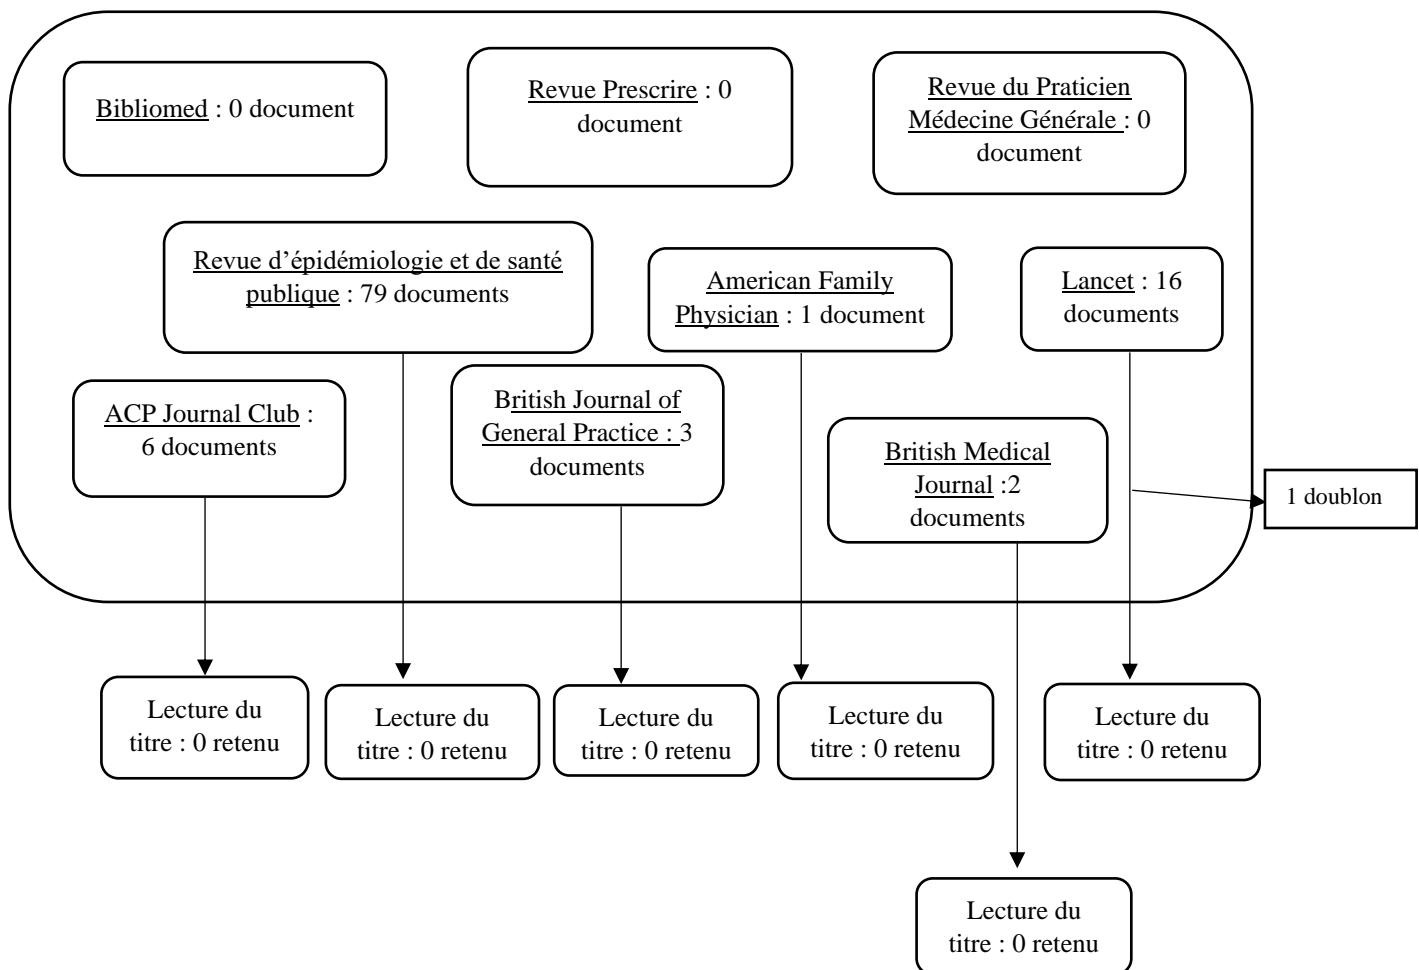 Bibliomed : 0 document
Revue Prescrire : 0
document
Revue du Praticien
Médecine Générale : 0
document
Revue d’épidémiologie et de santé
publique : 79 documents
American Family
Physician : 1 document
Lancet : 16
documents
ACP Journal Club :
6 documents
British Journal of
General Practice : 3
documents
British Medical
Journal :2
documents
1 doublon
Lecture du
titre : 0 retenu
Lecture du
titre : 0 retenu
Lecture du
titre : 0 retenu
Lecture du
titre : 0 retenu
Lecture du
titre : 0 retenu
Lecture du
titre : 0 retenu